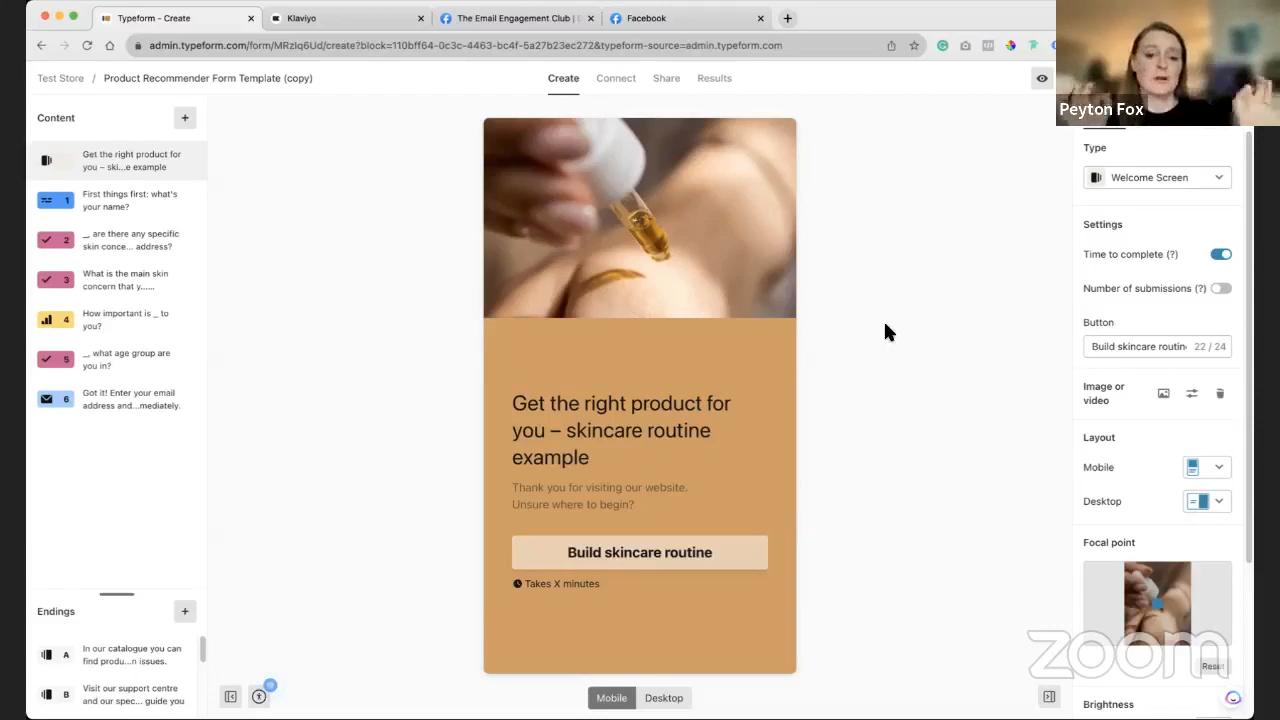 Typeform - Create
Klaviyo
The Email Engagement Club |
Facebook
admin.typeform.com/form/MRzIq6Ud/create?block=110bff64-0c3c-4463-bc4f-5a27b23ec272&typeform-source=admin.typeform.com
Test Store / Product Recommender Form Template (copy)
Create
Connect
Share
Results
Peyton Fox
Content
Get the right product for
you – ski...e example
1
First things first: what's
your name?
2
_, are there any specific
skin conce... address?
3
What is the main skin
concern that y......
4
How important is _ to
you?
5
_, what age group are
you in?
6
Got it! Enter your email
address and...mediately.
Endings
A
In our catalogue you can
find produ...n issues.
B
Visit our support centre
and our spec... guide you
Get the right product for
you – skincare routine
example
Thank you for visiting our website.
Unsure where to begin?
Build skincare routine
Takes X minutes
Mobile
Desktop
Type
Welcome Screen
Settings
Time to complete (?)
Number of submissions (?)
Button
Build skincare routin
22 / 24
Image or
video
Layout
Mobile
Desktop
Focal point
Reset
Brightness
zoom